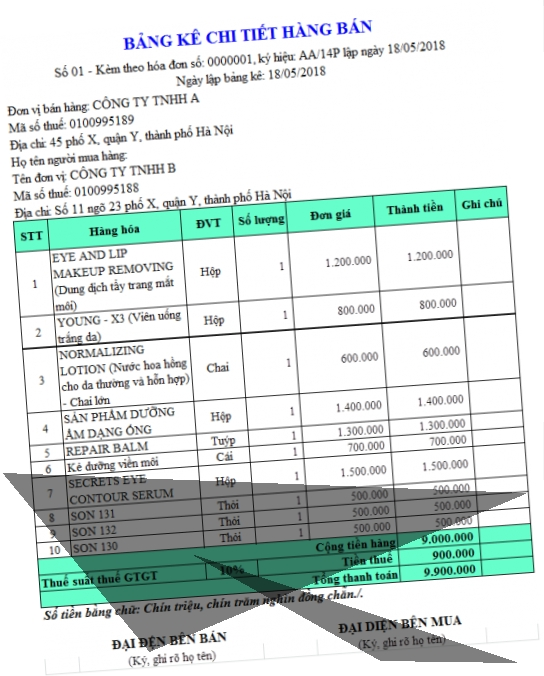 BẢNG KÊ CHI TIẾT HÀNG BÁN
Số 01 - Kèm theo hóa đơn số: 0000001, ký hiệu: AA/14P lập ngày 18/05/2018
Ngày lập bảng kê: 18/05/2018
Đơn vị bán hàng: CÔNG TY TNHH A
Mã số thuế: 0100995189
Địa chỉ: 45 phố X, quận Y, thành phố Hà Nội
Họ tên người mua hàng:
Tên đơn vị: CÔNG TY TNHH B
Mã số thuế: 0100995188
Địa chỉ: Số 11 ngõ 23 phố X, quận Y, thành phố Hà Nội
STT Hàng hóa ĐVT Số lượng Đơn giá Thành tiền Ghi chú
1 EYE AND LIP MAKEUP REMOVING (Dung dịch tẩy trang mắt môi) Hộp 1 1.200.000 1.200.000
2 YOUNG - X3 (Viên uống trắng da) Hộp 1 800.000 800.000
3 NORMALIZING LOTION (Nước hoa hồng cho da thường và hỗn hợp) - Chai lớn Chai 1 600.000 600.000
4 SẢN PHẨM DƯỠNG ẨM DẠNG ỐNG Hộp 1 1.400.000 1.400.000
5 REPAIR BALM Tuýp 1 1.300.000 1.300.000
6 Kẻ dưỡng viền môi Cái 1 700.000 700.000
7 SECRETS EYE CONTOUR SERUM Hộp 1 1.500.000 1.500.000
8 SON 131 Thỏi 1 500.000 500.000
9 SON 132 Thỏi 1 500.000 500.000
10 SON 130 Thỏi 1 500.000 500.000
Cộng tiền hàng 9.000.000
Thuế suất thuế GTGT 10% Tiền thuế 900.000
Tổng thanh toán 9.900.000
Số tiền bằng chữ: Chín triệu, chín trăm nghìn đồng chẵn./.
ĐẠI DỆN BÊN BÁN ĐẠI DIỆN BÊN MUA
(Ký, ghi rõ họ tên) (Ký, ghi rõ họ tên)